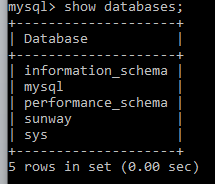 mysql> show databases;
+--------------------+
| Database           |
+--------------------+
| information_schema |
| mysql              |
| performance_schema |
| sunway             |
| sys                |
+--------------------+
5 rows in set (0.00 sec)